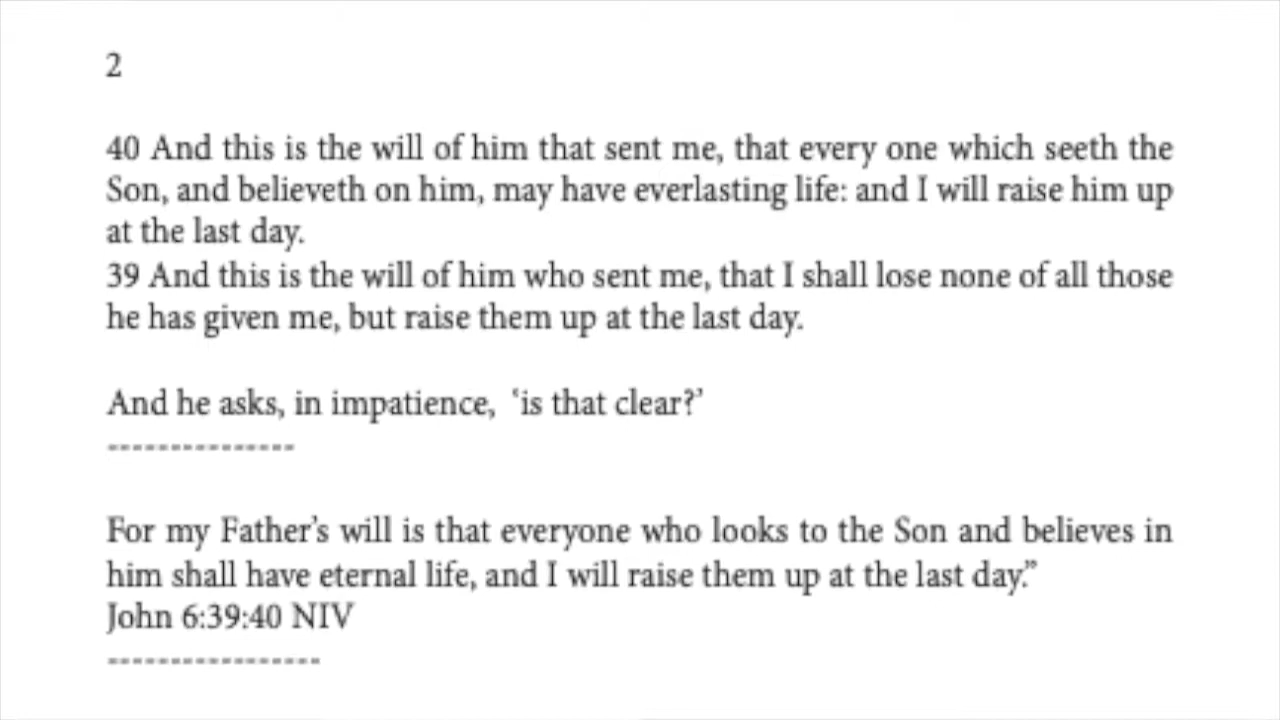 2
40 And this is the will of him that sent me, that every one which seeth the
Son, and believeth on him, may have everlasting life: and I will raise him up
at the last day.
39 And this is the will of him who sent me, that I shall lose none of all those
he has given me, but raise them up at the last day.
And he asks, in impatience, ‘is that clear?’
---------------
For my Father’s will is that everyone who looks to the Son and believes in
him shall have eternal life, and I will raise them up at the last day.”
John 6:39:40 NIV
-----------------